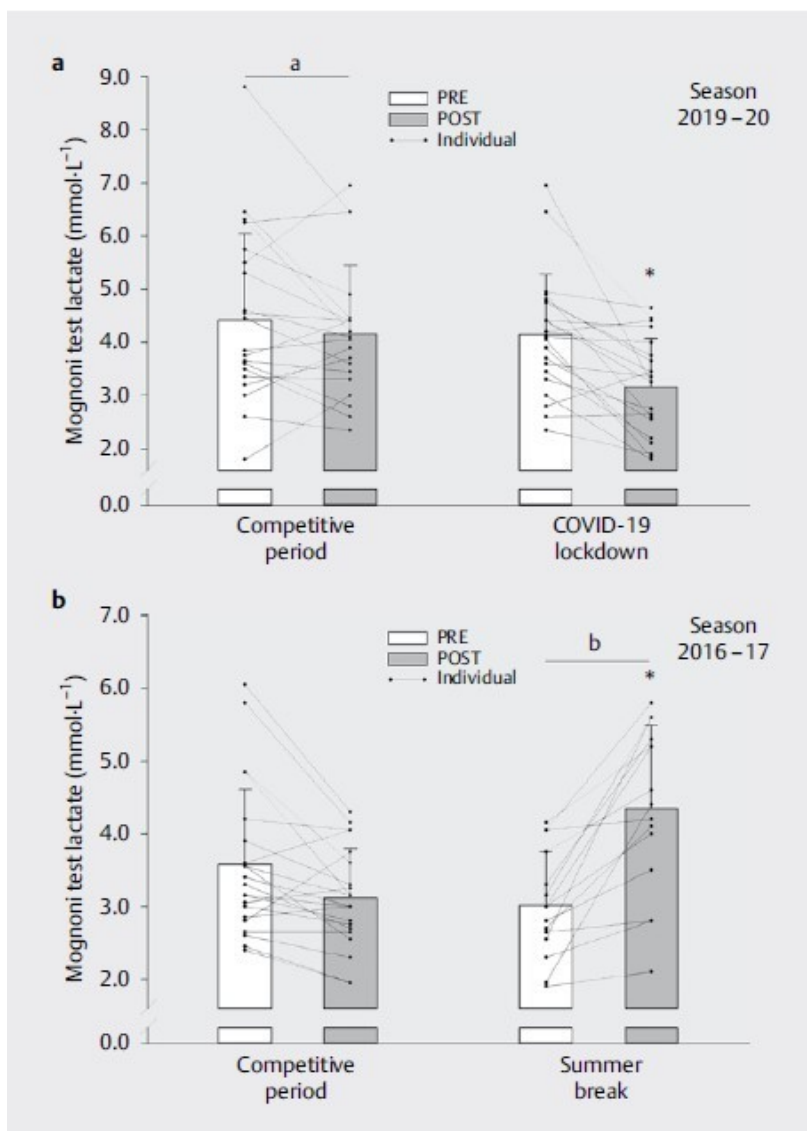 a
a
9.0
8.0
7.0
6.0
5.0
4.0
3.0
2.0
0.0
Mognoni test lactate (mmol·L⁻¹)
PRE
POST
Individual
Season
2019–20
*
Competitive
period
COVID-19
lockdown
b
7.0
6.0
5.0
4.0
3.0
2.0
0.0
Mognoni test lactate (mmol·L⁻¹)
PRE
POST
Individual
b
*
Season
2016–17
Competitive
period
Summer
break